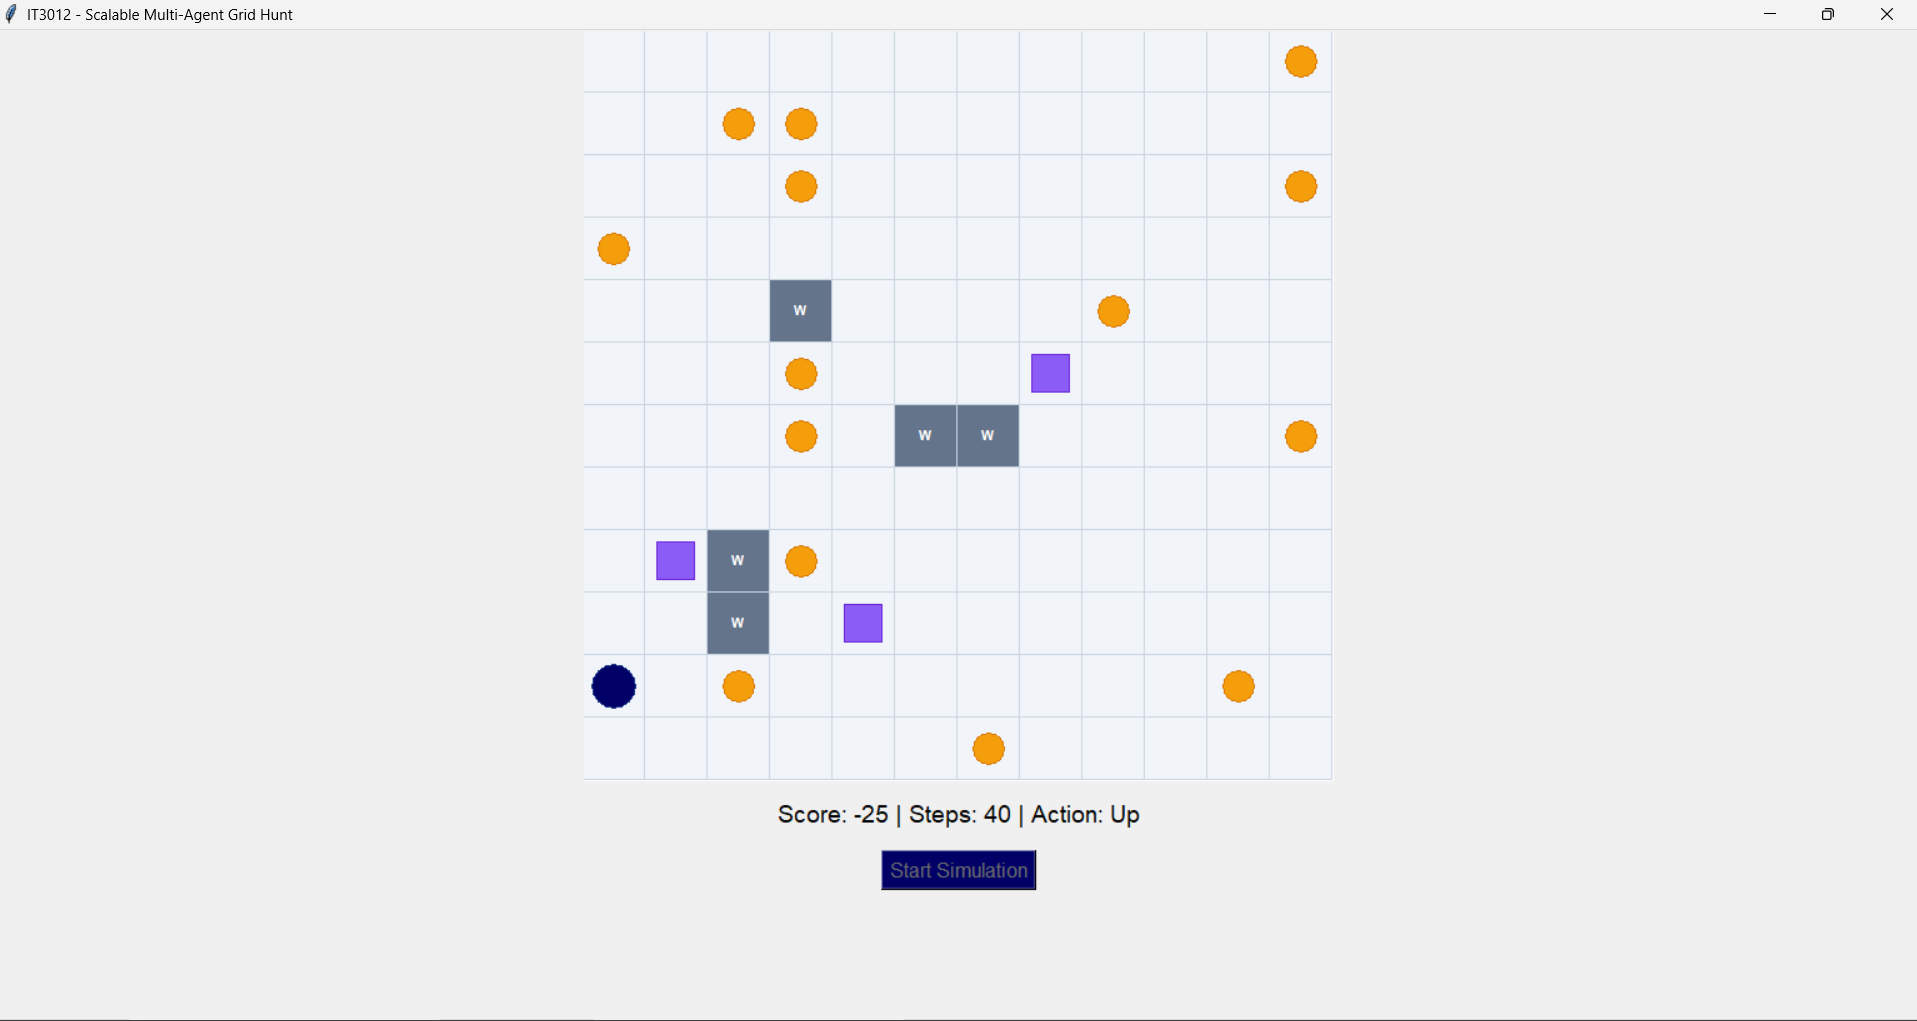 IT3012 - Scalable Multi-Agent Grid Hunt
W
W W
W
W
Score: -25 | Steps: 40 | Action: Up
Start Simulation